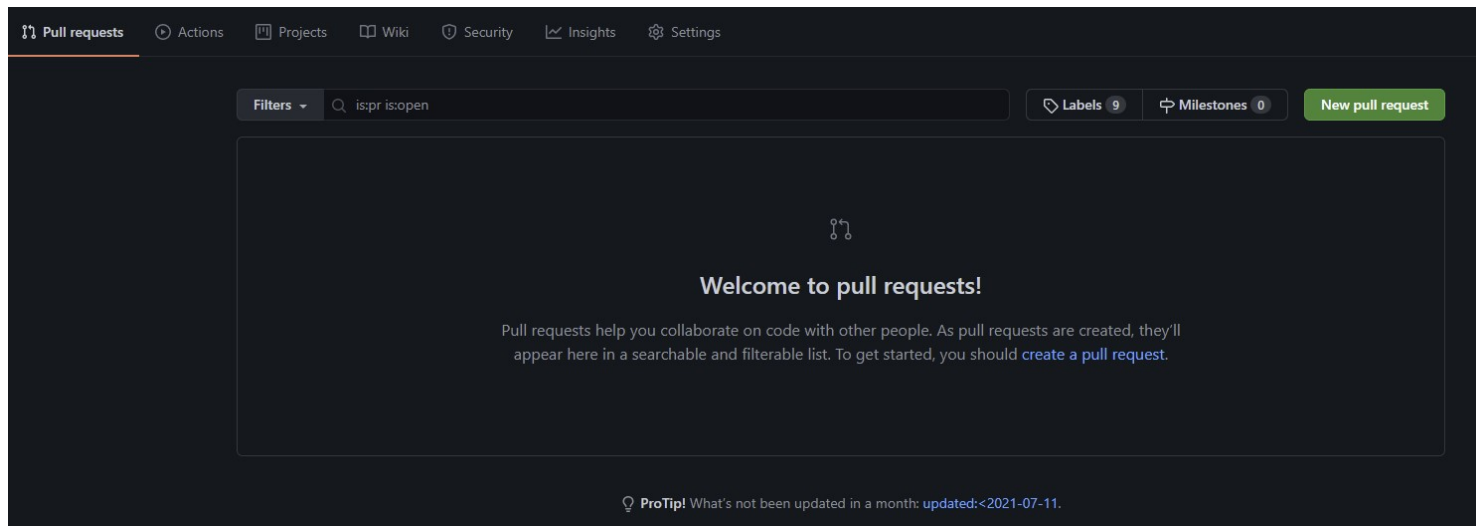 Pull requests Actions Projects Wiki Security Insights Settings
Filters is:pr is:open Labels 9 Milestones 0 New pull request
Welcome to pull requests!
Pull requests help you collaborate on code with other people. As pull requests are created, they'll
appear here in a searchable and filterable list. To get started, you should create a pull request.
ProTip! What's not been updated in a month: updated:<2021-07-11.